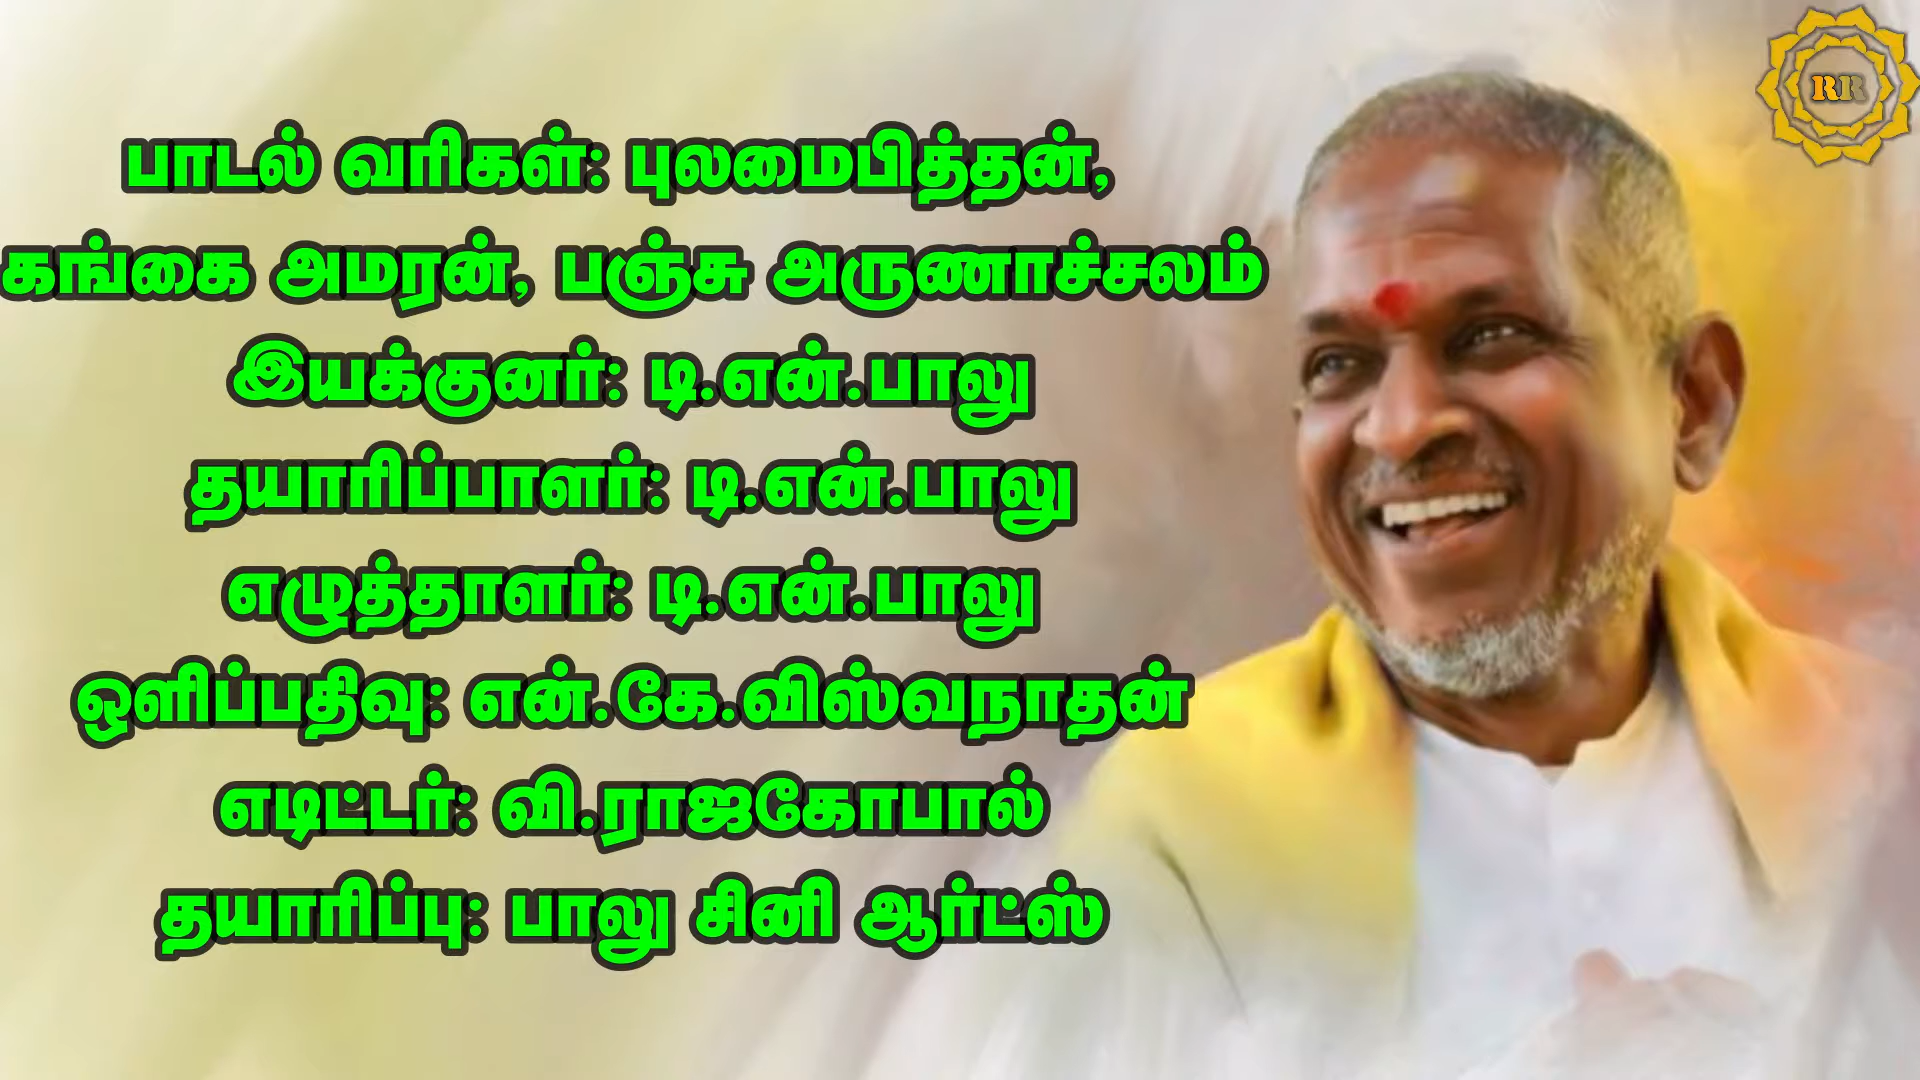 பாடல் வரிகள்: புலமைபித்தன்,
கங்கை அமரன், பஞ்சு அருணாச்சலம்
இயக்குனர்: டி.என்.பாலு
தயாரிப்பாளர்: டி.என்.பாலு
எழுத்தாளர்: டி.என்.பாலு
ஒளிப்பதிவு: என்.கே.விஸ்வநாதன்
எடிட்டர்: வி.ராஜகோபால்
தயாரிப்பு: பாலு சினி ஆர்ட்ஸ்
RR